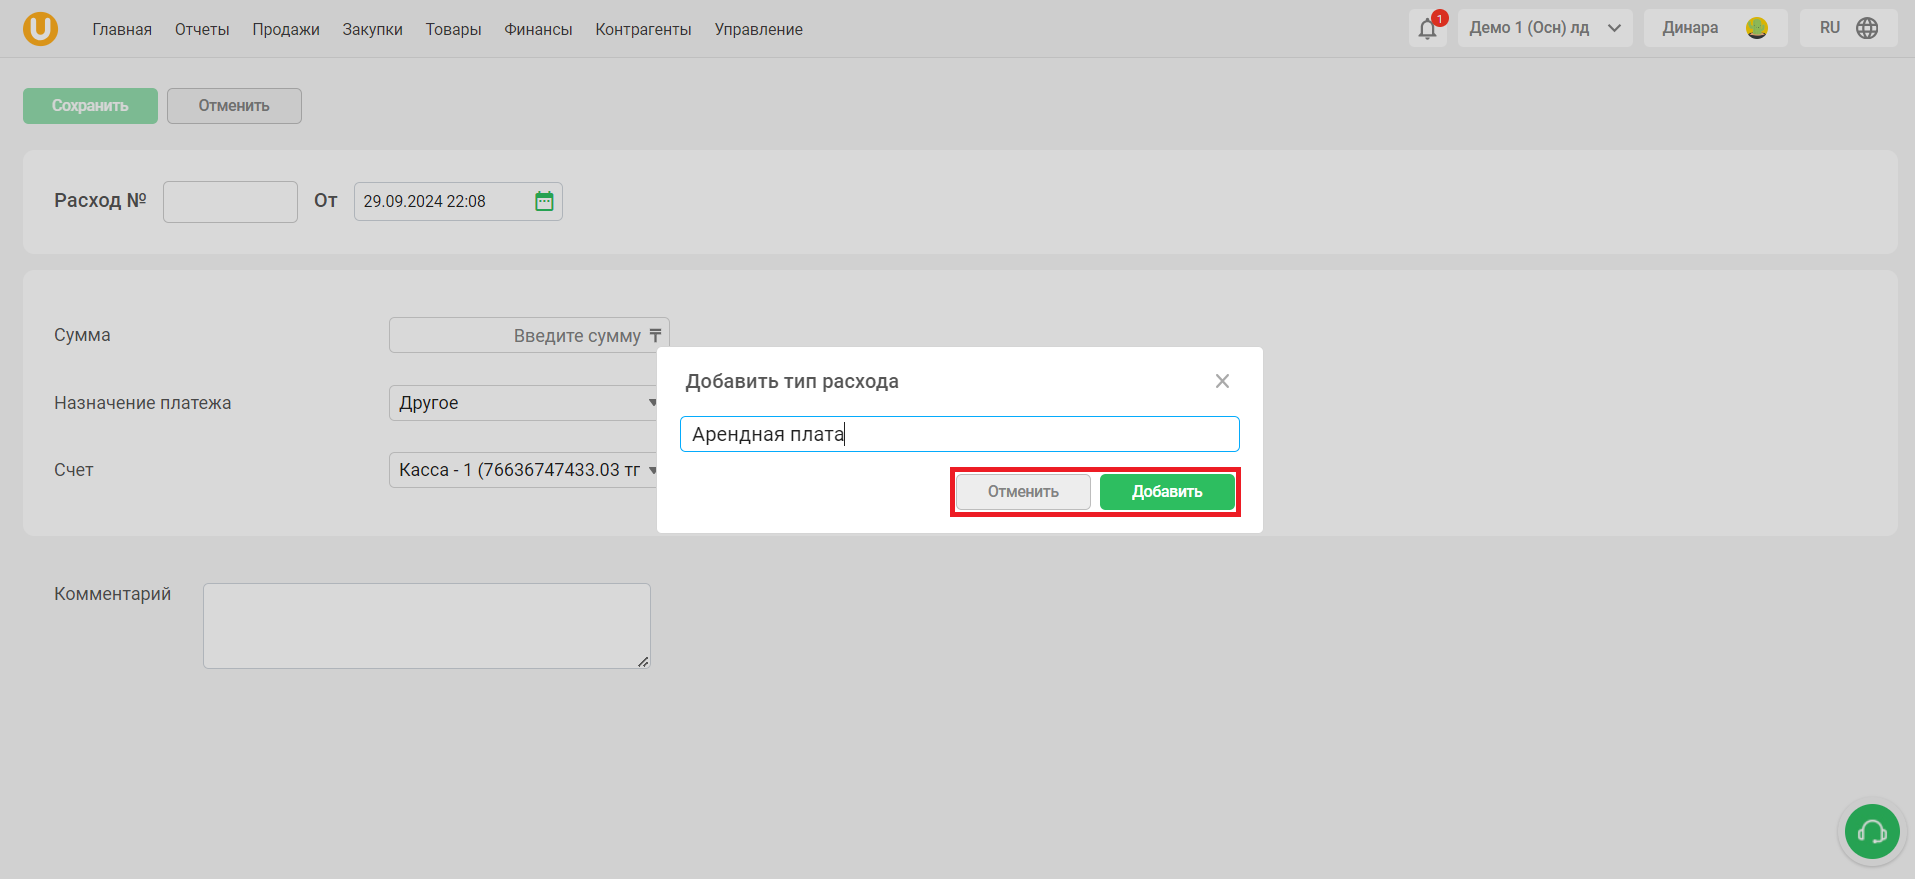 Главная Отчеты Продажи Закупки Товары Финансы Контрагенты Управление 1 Демо 1 (Осн) лд Динара RU
Сохранить Отменить
Расход № От 29.09.2024 22:08
Сумма Введите сумму ₸
Добавить тип расхода
Назначение платежа Другое
Арендная плата
Счет Касса - 1 (76636747433.03 тг
Отменить Добавить
Комментарий